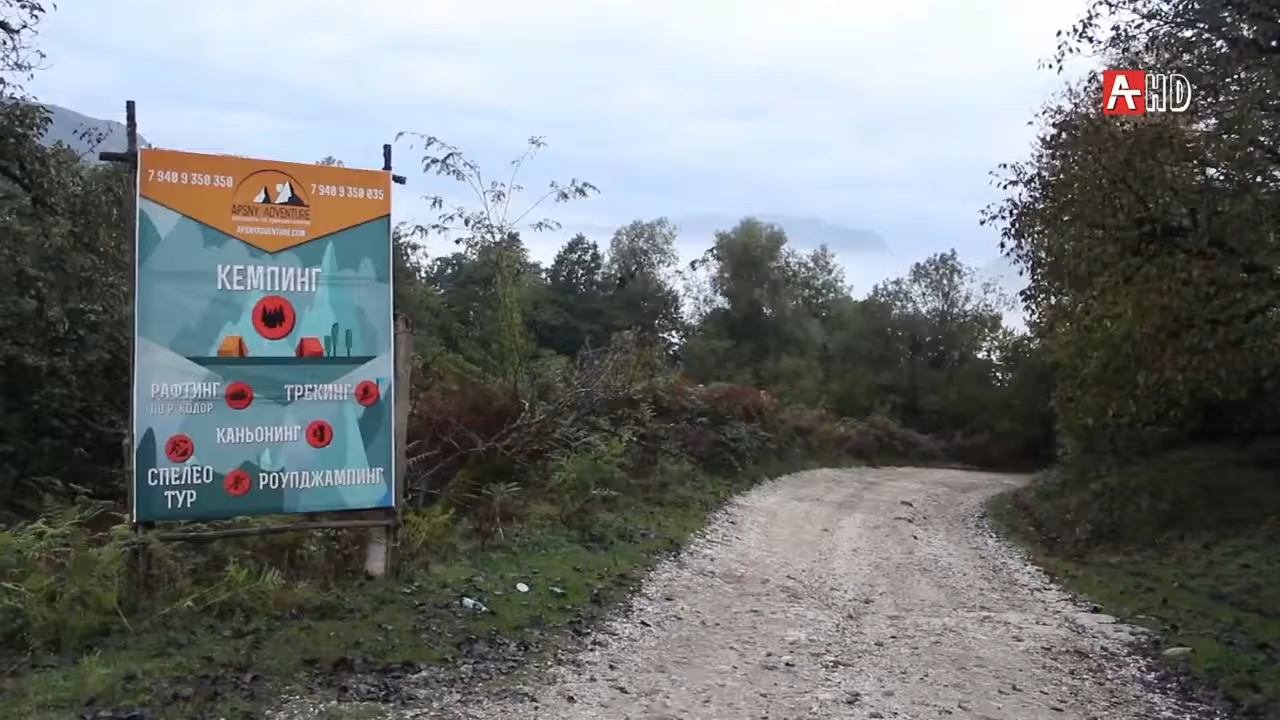 A HD
7 940 9 350 350
7 940 9 350 035
APSNY ADVENTURE
APSNYADVENTURE.COM
КЕМПИНГ
РАФТИНГ
ПО Р. КОДОР
ТРЕКИНГ
КАНЬОНИНГ
СПЕЛЕО
ТУР
РОУПДЖАМПИНГ